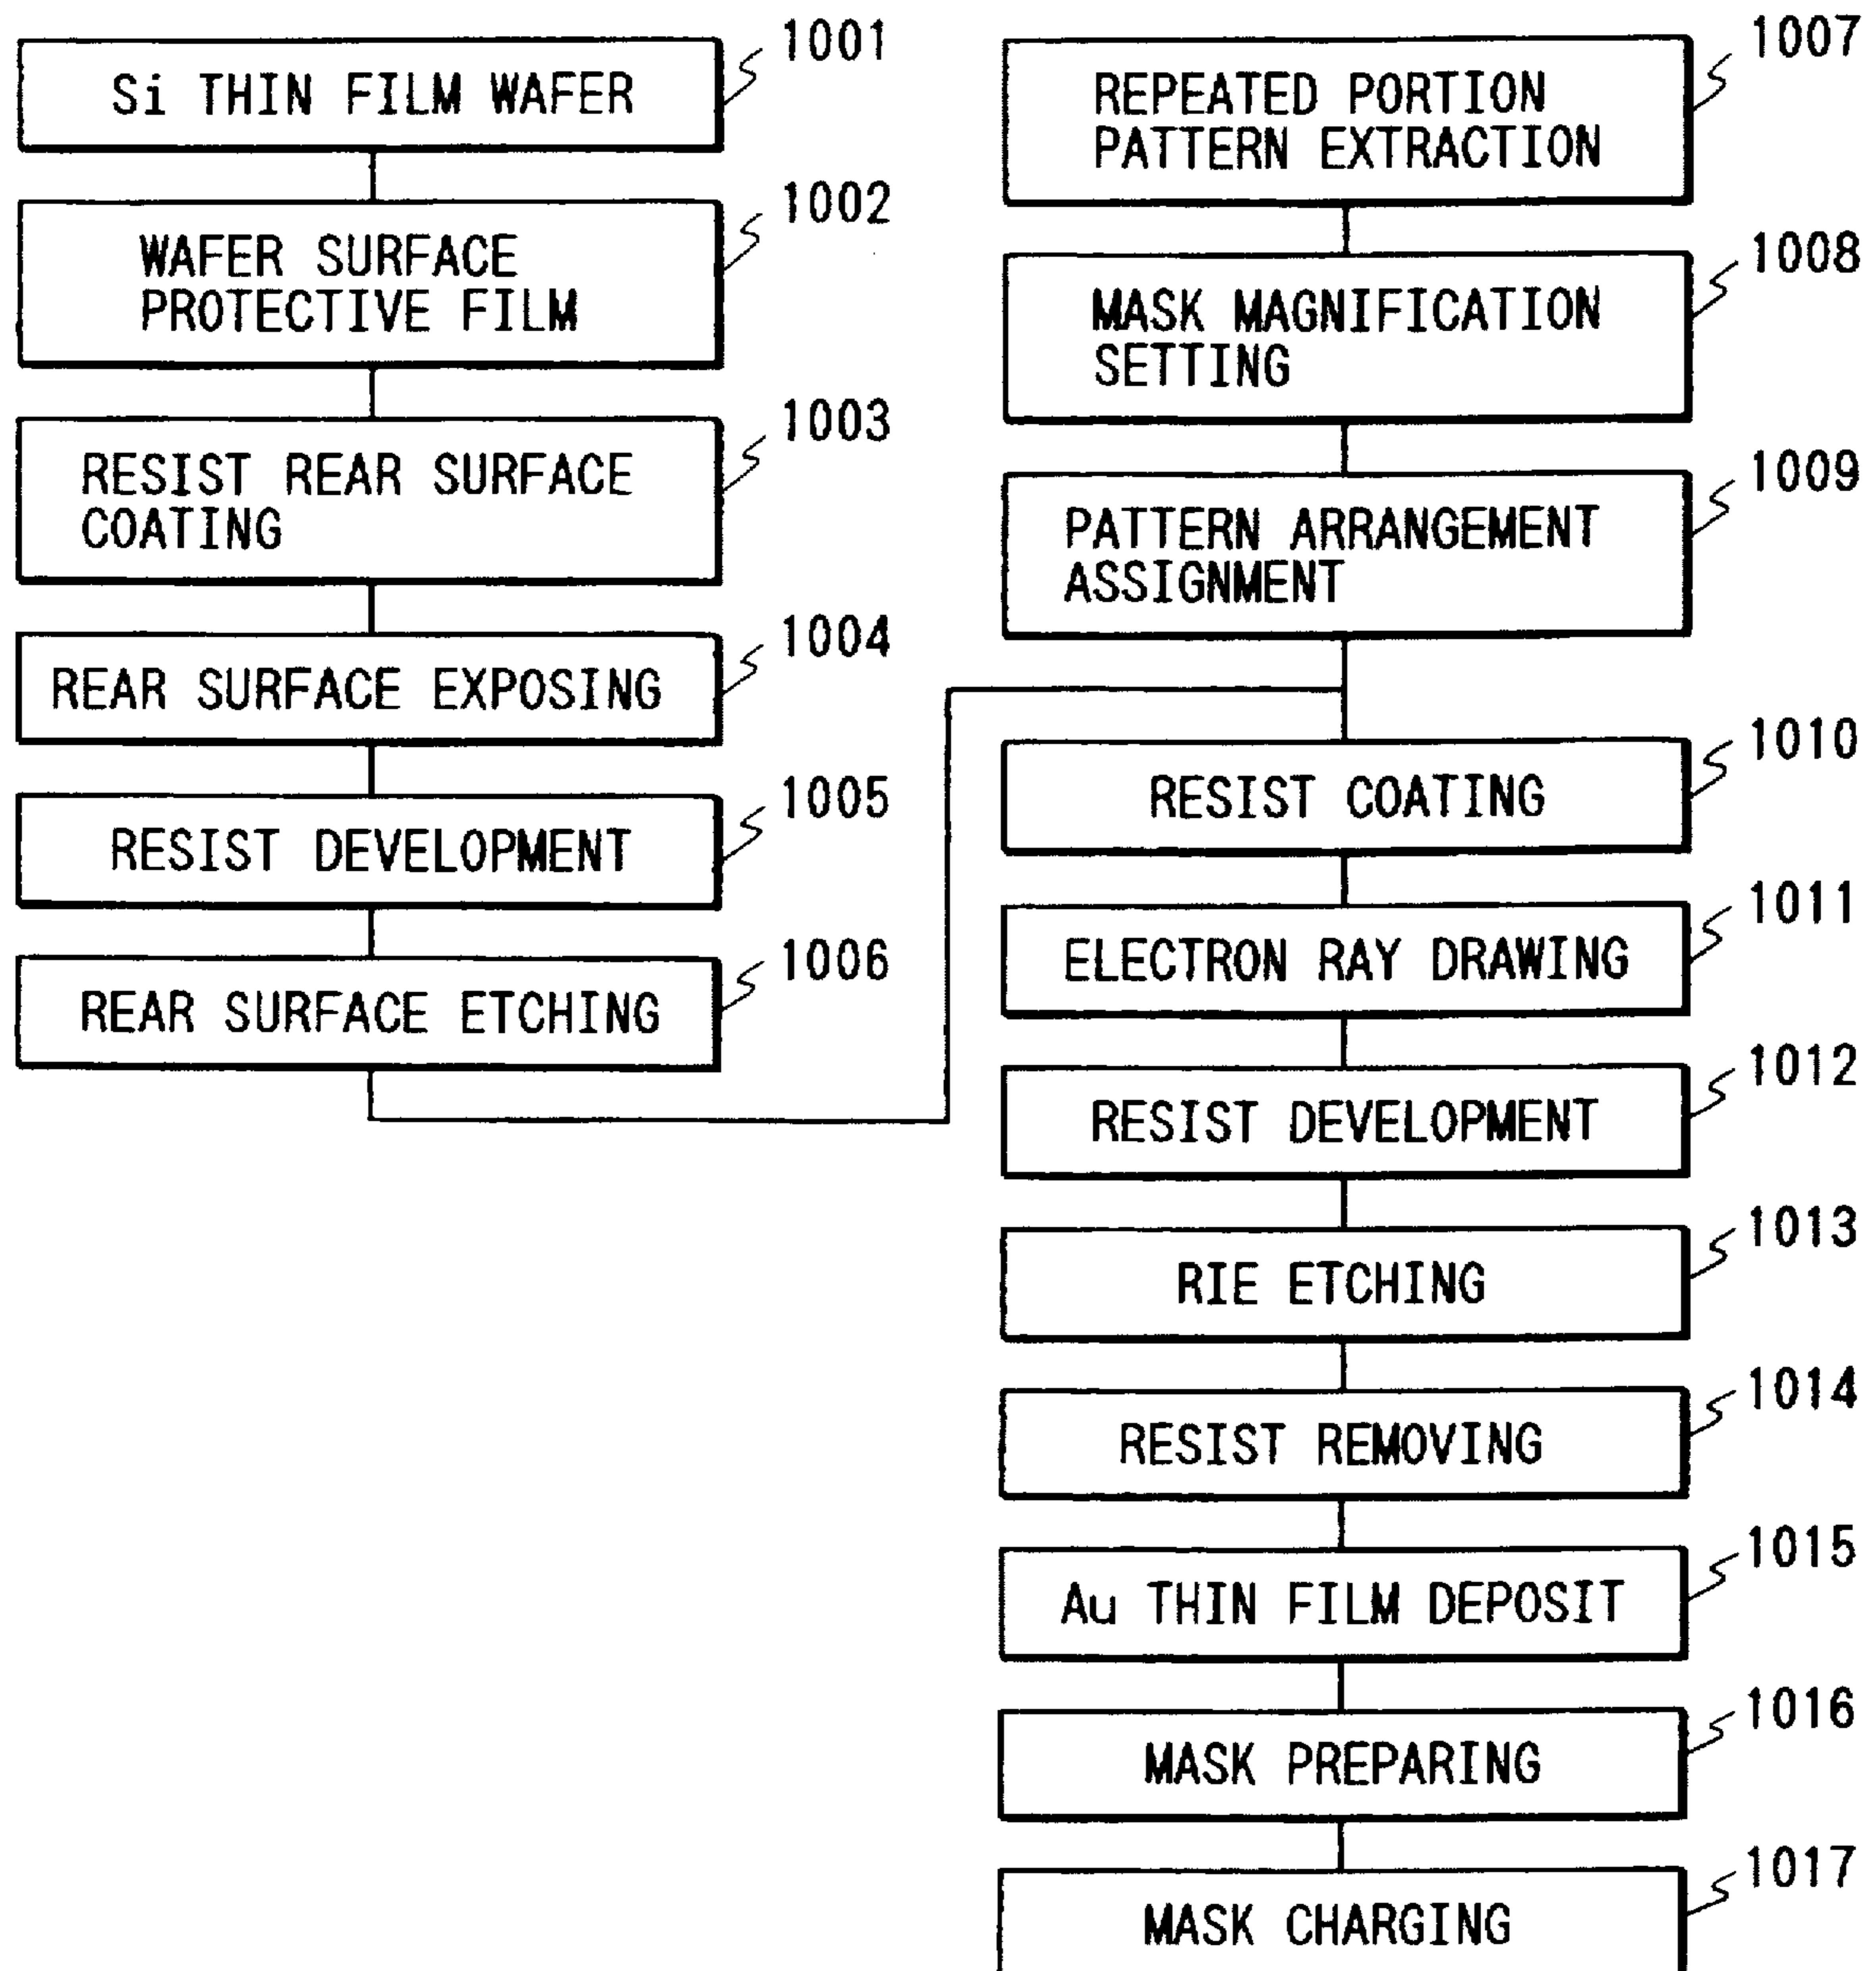 1001
Si THIN FILM WAFER
1002
WAFER SURFACE
PROTECTIVE FILM
1003
RESIST REAR SURFACE
COATING
1004
REAR SURFACE EXPOSING
1005
RESIST DEVELOPMENT
1006
REAR SURFACE ETCHING
1007
REPEATED PORTION
PATTERN EXTRACTION
1008
MASK MAGNIFICATION
SETTING
1009
PATTERN ARRANGEMENT
ASSIGNMENT
1010
RESIST COATING
1011
ELECTRON RAY DRAWING
1012
RESIST DEVELOPMENT
1013
RIE ETCHING
1014
RESIST REMOVING
1015
Au THIN FILM DEPOSIT
1016
MASK PREPARING
1017
MASK CHARGING